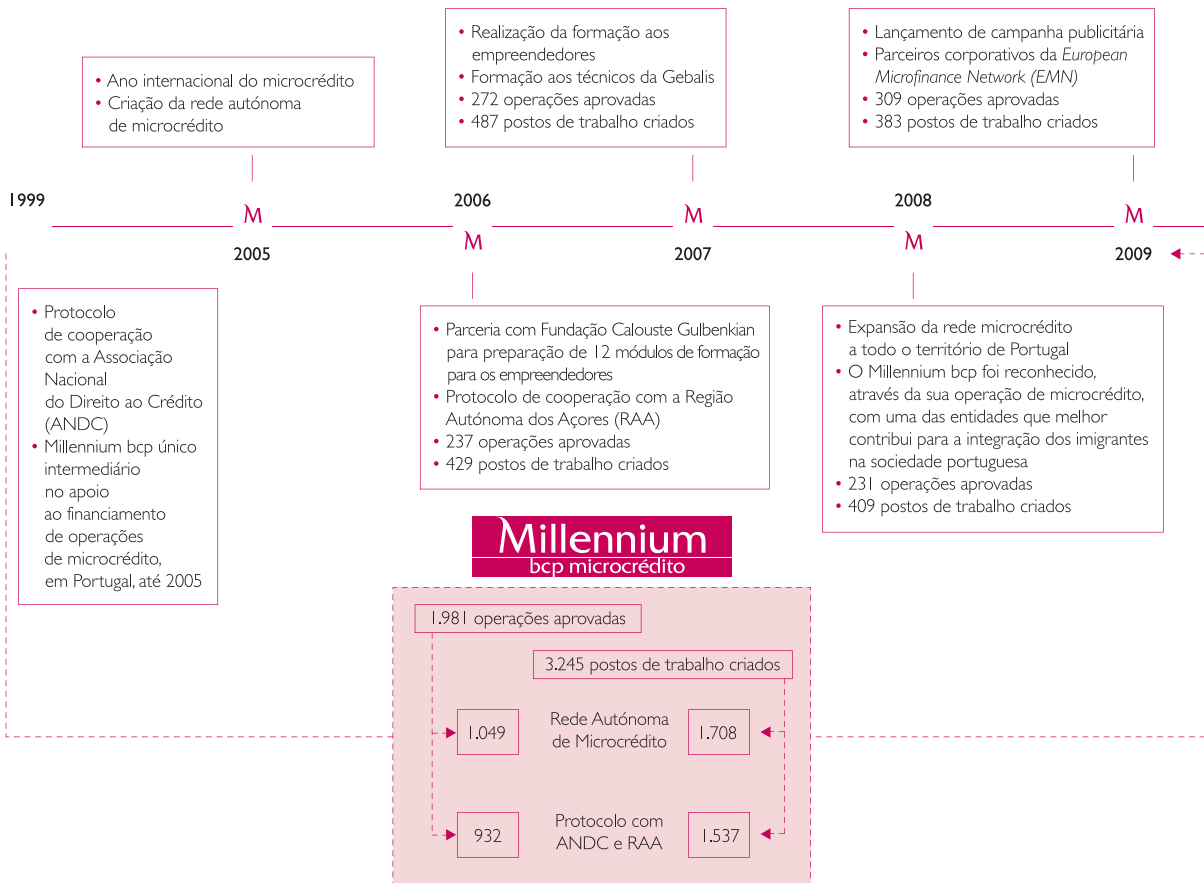 • Ano internacional do microcrédito
• Criação da rede autónoma
de microcrédito
• Realização da formação aos
empreendedores
• Formação aos técnicos da Gebalis
• 272 operações aprovadas
• 487 postos de trabalho criados
• Lançamento de campanha publicitária
• Parceiros corporativos da European
Microfinance Network (EMN)
• 309 operações aprovadas
• 383 postos de trabalho criados
1999
M
2005
2006
M
M
2007
2008
M
M
2009
• Protocolo
de cooperação
com a Associação
Nacional
do Direito ao Crédito
(ANDC)
• Millennium bcp único
intermediário
no apoio
ao financiamento
de operações
de microcrédito,
em Portugal, até 2005
• Parceria com Fundação Calouste Gulbenkian
para preparação de 12 módulos de formação
para os empreendedores
• Protocolo de cooperação com a Região
Autónoma dos Açores (RAA)
• 237 operações aprovadas
• 429 postos de trabalho criados
• Expansão da rede microcrédito
a todo o território de Portugal
• O Millennium bcp foi reconhecido,
através da sua operação de microcrédito,
com uma das entidades que melhor
contribui para a integração dos imigrantes
na sociedade portuguesa
• 231 operações aprovadas
• 409 postos de trabalho criados
Millennium
bcp microcrédito
1.981 operações aprovadas
3.245 postos de trabalho criados
1.049
Rede Autónoma
de Microcrédito
1.708
932
Protocolo com
ANDC e RAA
1.537